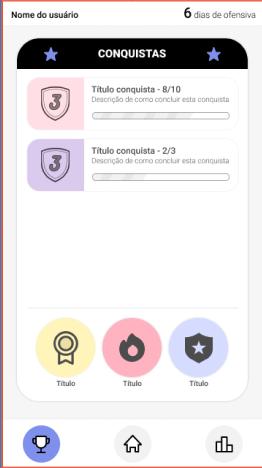 Nome do usuário
6 dias de ofensiva
CONQUISTAS
3
Título conquista - 8/10
Descrição de como concluir esta conquista
3
Título conquista - 2/3
Descrição de como concluir esta conquista
Título
Título
Título